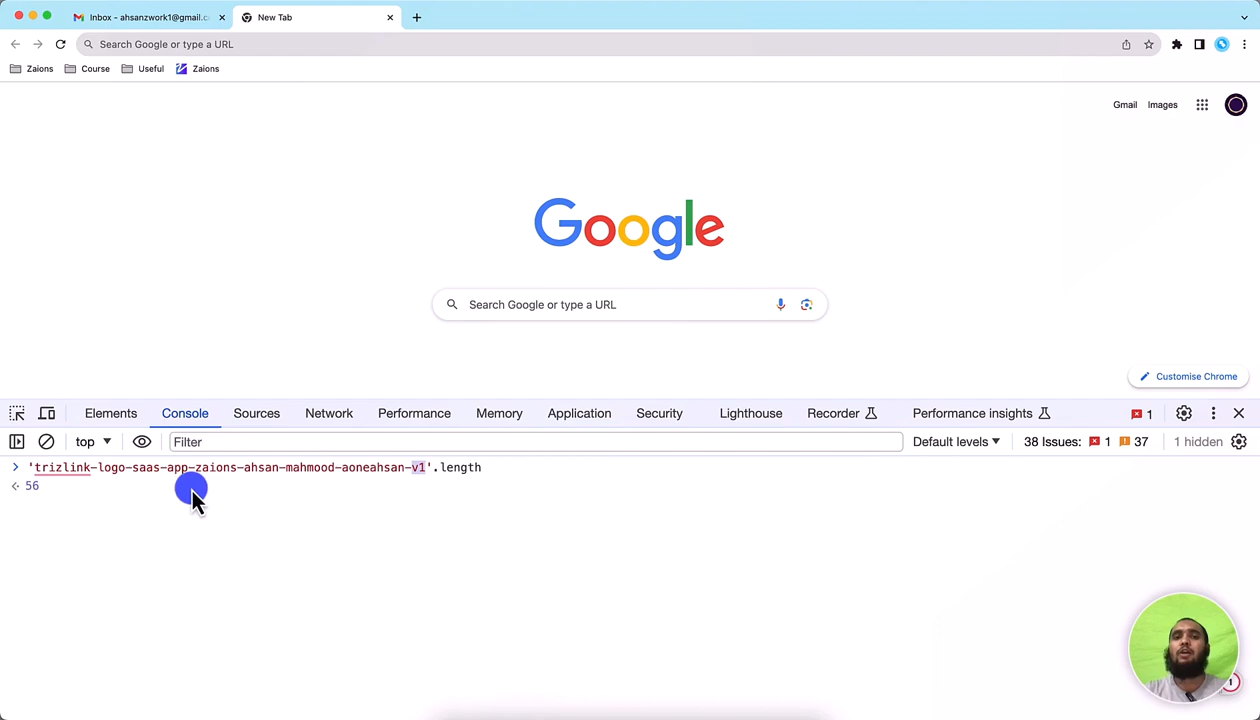 Inbox - ahsanzwork1@gmail.c
New Tab
Search Google or type a URL
Zaions
Course
Useful
Zaions
Gmail
Images
Google
Search Google or type a URL
Customise Chrome
Elements
Console
Sources
Network
Performance
Memory
Application
Security
Lighthouse
Recorder
Performance insights
1
top
Filter
Default levels
38 Issues:
1
37
1 hidden
'trizlink-logo-saas-app-zaions-ahsan-mahmood-aoneahsan-v1'.length
56
1